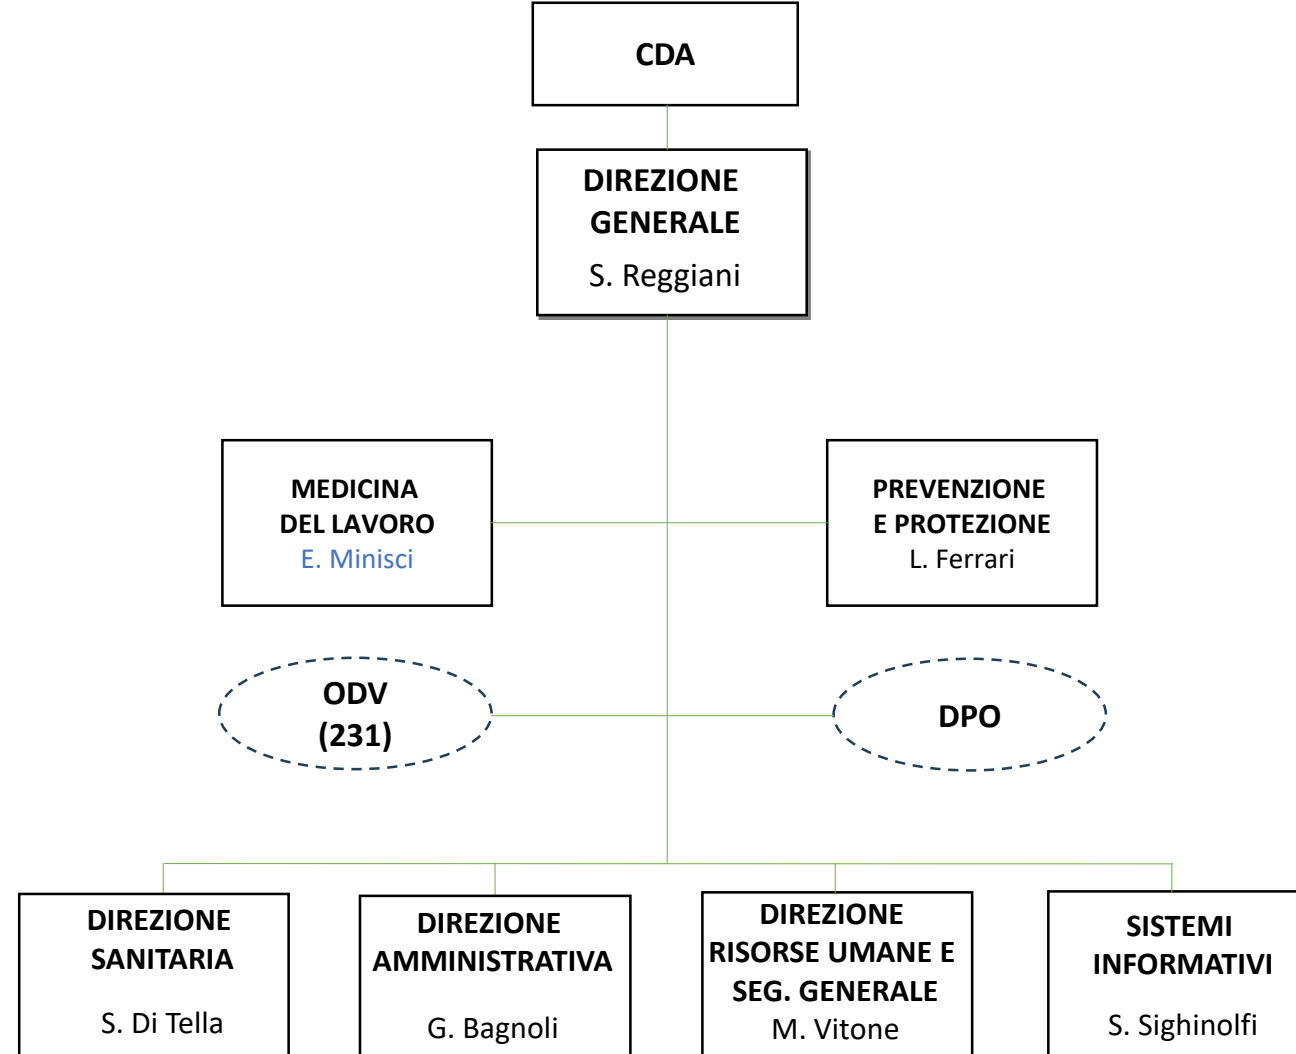 CDA
DIREZIONE
GENERALE
S. Reggiani
MEDICINA
DEL LAVORO
E. Minisci
PREVENZIONE
E PROTEZIONE
L. Ferrari
ODV
(231)
DPO
DIREZIONE
SANITARIA
S. Di Tella
DIREZIONE
AMMINISTRATIVA
G. Bagnoli
DIREZIONE
RISORSE UMANE E
SEG. GENERALE
M. Vitone
SISTEMI
INFORMATIVI
S. Sighinolfi